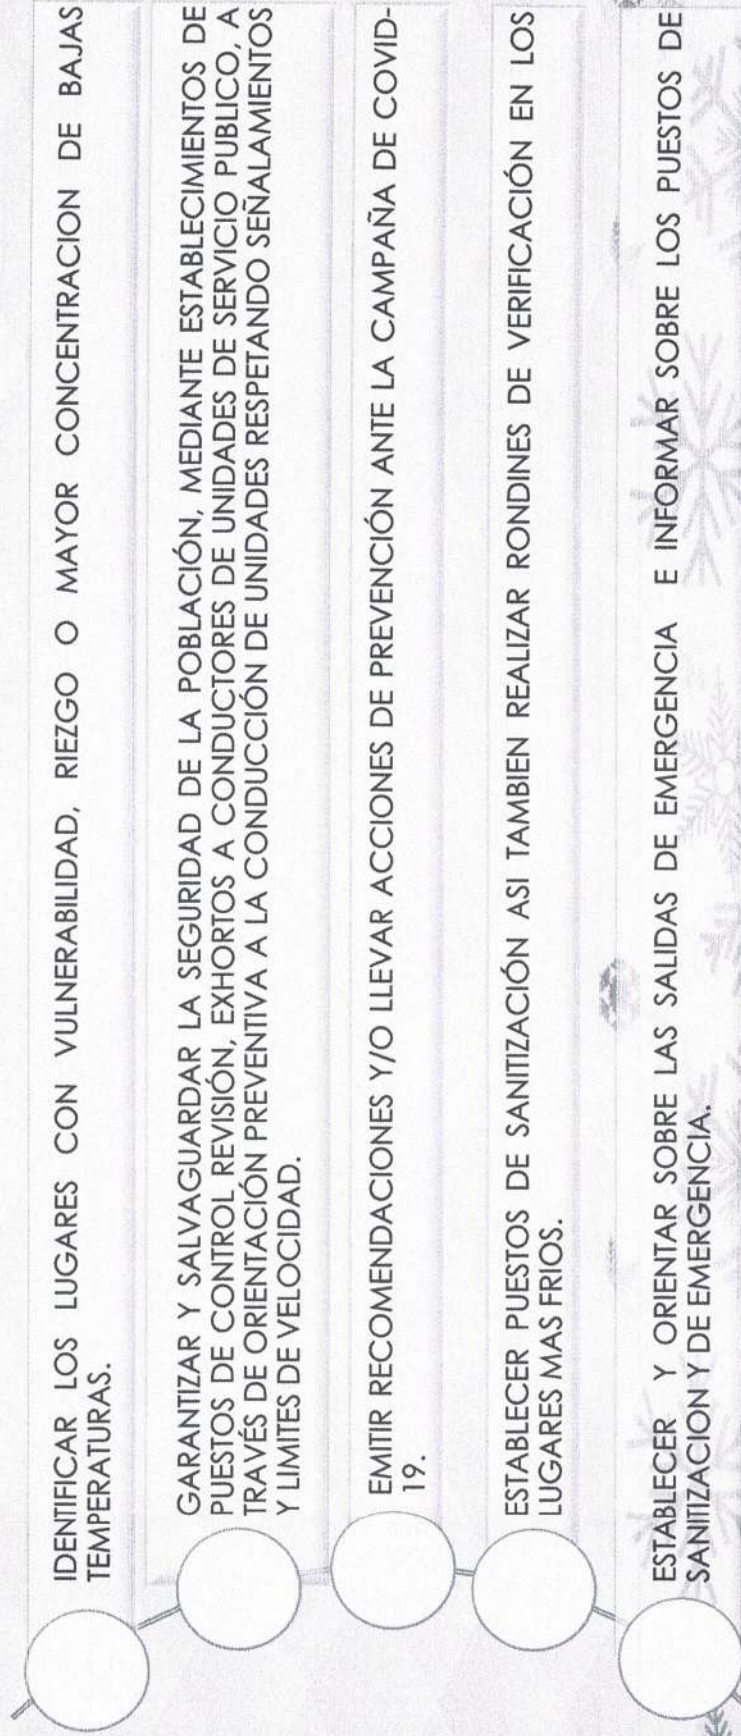 IDENTIFICAR LOS LUGARES CON VULNERABILIDAD, RIEZGO O MAYOR CONCENTRACION DE BAJAS
TEMPERATURAS.
GARANTIZAR Y SALVAGUARDAR LA SEGURIDAD DE LA POBLACIÓN, MEDIANTE ESTABLECIMIENTOS DE
PUESTOS DE CONTROL REVISIÓN, EXHORTOS A CONDUCTORES DE UNIDADES DE SERVICIO PUBLICO, A
TRAVÉS DE ORIENTACIÓN PREVENTIVA A LA CONDUCCIÓN DE UNIDADES RESPETANDO SEÑALAMIENTOS
Y LIMITES DE VELOCIDAD.
EMITIR RECOMENDACIONES Y/O LLEVAR ACCIONES DE PREVENCIÓN ANTE LA CAMPAÑA DE COVID-
19.
ESTABLECER PUESTOS DE SANITIZACIÓN ASI TAMBIEN REALIZAR RONDINES DE VERIFICACIÓN EN LOS
LUGARES MAS FRIOS.
ESTABLECER Y ORIENTAR SOBRE LAS SALIDAS DE EMERGENCIA E INFORMAR SOBRE LOS PUESTOS DE
SANITIZACION Y DE EMERGENCIA.